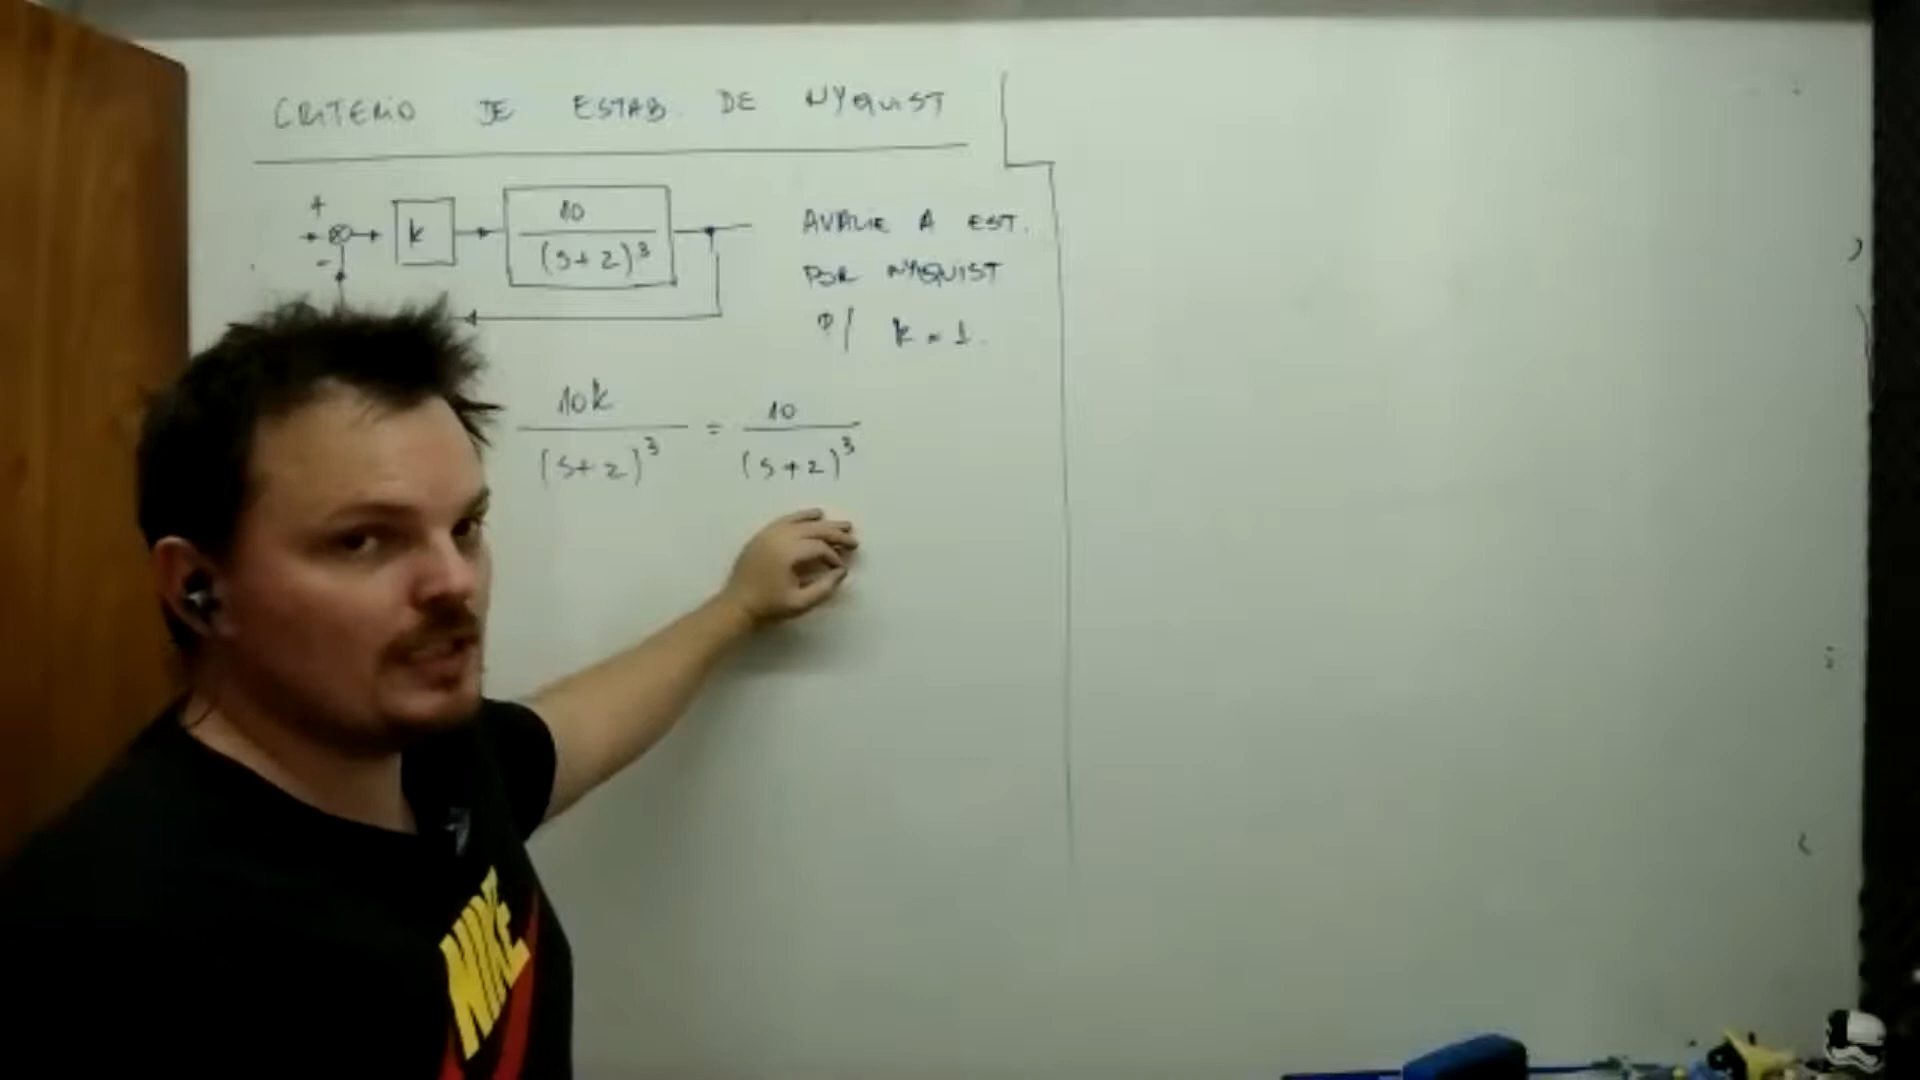 CRITERIO DE ESTAB. DE NYQUIST
+
-
k
10
(s+2)^3
AVALIE A EST.
POR NYQUIST
P/ k = 1.
10k
(s+2)^3
=
10
(s+2)^3
NIKE